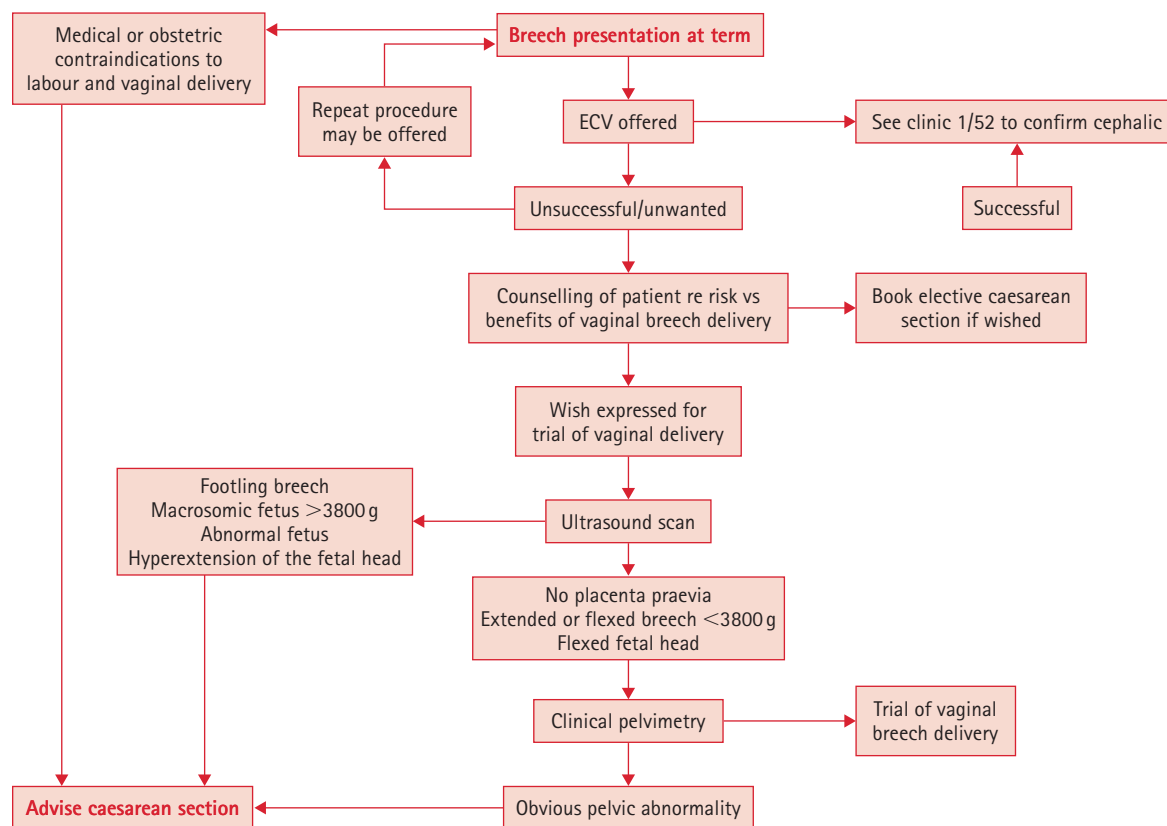 Medical or obstetric
contraindications to
labour and vaginal delivery
Breech presentation at term
Repeat procedure
may be offered
ECV offered
See clinic 1/52 to confirm cephalic
Unsuccessful/unwanted
Successful
Counselling of patient re risk vs
benefits of vaginal breech delivery
Book elective caesarean
section if wished
Wish expressed for
trial of vaginal delivery
Footling breech
Macrosomic fetus >3800 g
Abnormal fetus
Hyperextension of the fetal head
Ultrasound scan
No placenta praevia
Extended or flexed breech <3800 g
Flexed fetal head
Clinical pelvimetry
Trial of vaginal
breech delivery
Advise caesarean section
Obvious pelvic abnormality